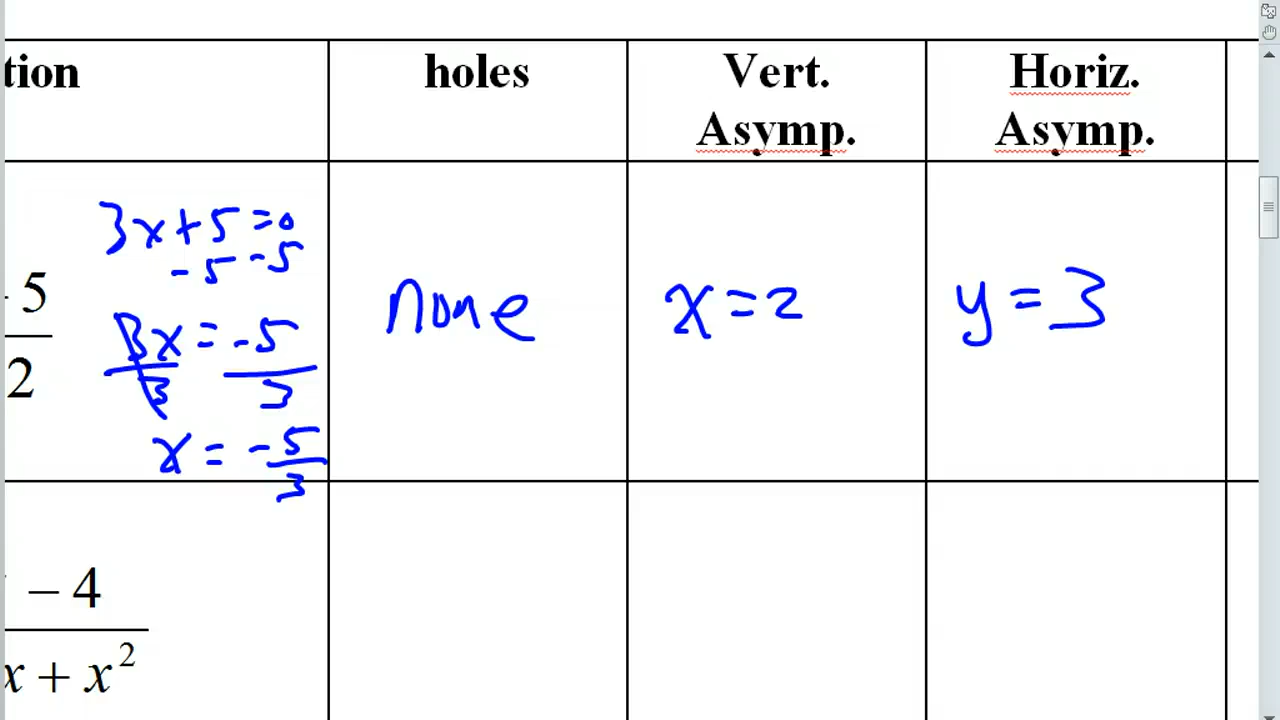 tion holes Vert. Asymp. Horiz. Asymp.
3x+5=0
-5 -5
5
2
3x = -5
3 3
x = -5/3
none
x=2
y=3
– 4
x + x²